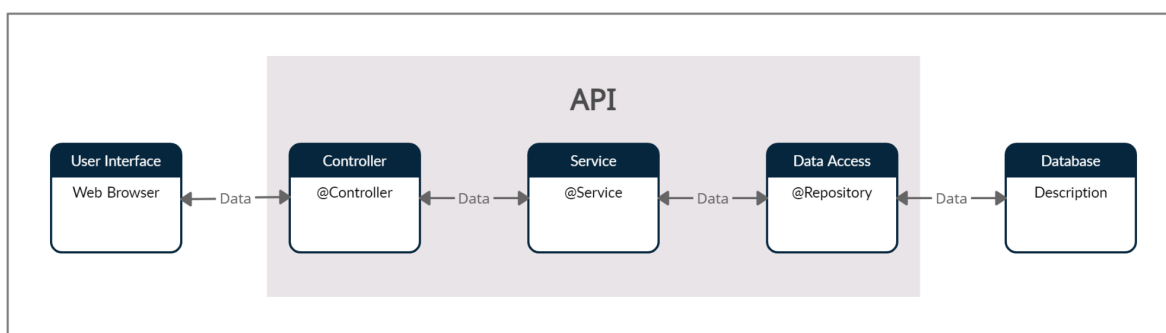 API
User Interface
Web Browser
Data
Controller
@Controller
Data
Service
@Service
Data
Data Access
@Repository
Data
Database
Description